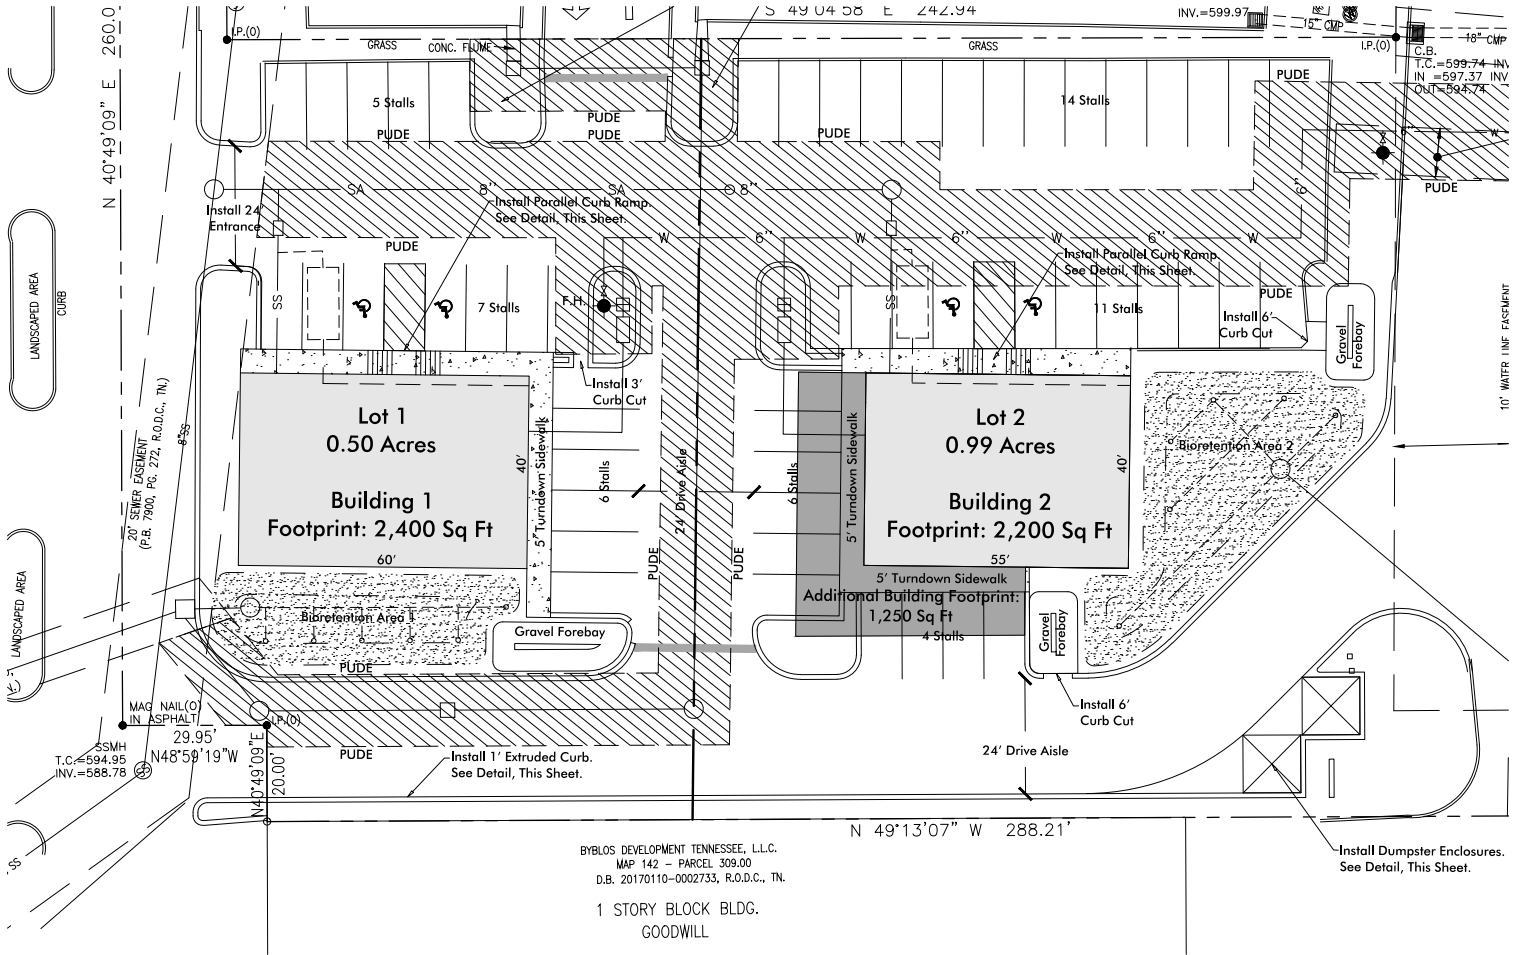 S 49°04'58" E 242.94
INV.=599.97
15" CMP
18" CMP
I.P.(0)
GRASS
CONC. FLUME
GRASS
I.P.(0)
C.B.
T.C.=599.74 INV
IN =597.37 INV
OUT=594.74
N 40°49'09" E 260.0
5 Stalls
14 Stalls
PUDE
PUDE
PUDE
PUDE
PUDE
6"
W
PUDE
SA
8"
SA
8"
6"
Install 24'
Entrance
Install Parallel Curb Ramp.
See Detail, This Sheet.
PUDE
W
6"
W
6"
W
6"
W
Install Parallel Curb Ramp
See Detail, This Sheet.
LANDSCAPED AREA
CURB
SS
7 Stalls
F.H.
SS
11 Stalls
PUDE
Install 6'
Curb Cut
Gravel
Forebay
10' WATER LINE EASEMENT
20' SEWER EASEMENT
(P.B. 7900, PG. 272, R.O.D.C., TN.)
8"SS
Install 3'
Curb Cut
Lot 1
0.50 Acres
Building 1
Footprint: 2,400 Sq Ft
60'
40'
5' Turndown Sidewalk
6 Stalls
24' Drive Aisle
PUDE
PUDE
6 Stalls
5' Turndown Sidewalk
Lot 2
0.99 Acres
Building 2
Footprint: 2,200 Sq Ft
55'
40'
Bioretention Area 2
5' Turndown Sidewalk
Additional Building Footprint:
1,250 Sq Ft
4 Stalls
LANDSCAPED AREA
Bioretention Area 1
Gravel Forebay
Gravel
Forebay
PUDE
MAG NAIL(0)
IN ASPHALT
I.P.(0)
29.95'
N48°59'19"W
SSMH
T.C.=594.95
INV.=588.78
SS
N40°49'09"E
20.00'
PUDE
Install 1' Extruded Curb.
See Detail, This Sheet.
Install 6'
Curb Cut
24' Drive Aisle
SS
N 49°13'07" W 288.21'
BYBLOS DEVELOPMENT TENNESSEE, L.L.C.
MAP 142 - PARCEL 309.00
D.B. 20170110-0002733, R.O.D.C., TN.
1 STORY BLOCK BLDG.
GOODWILL
Install Dumpster Enclosures.
See Detail, This Sheet.